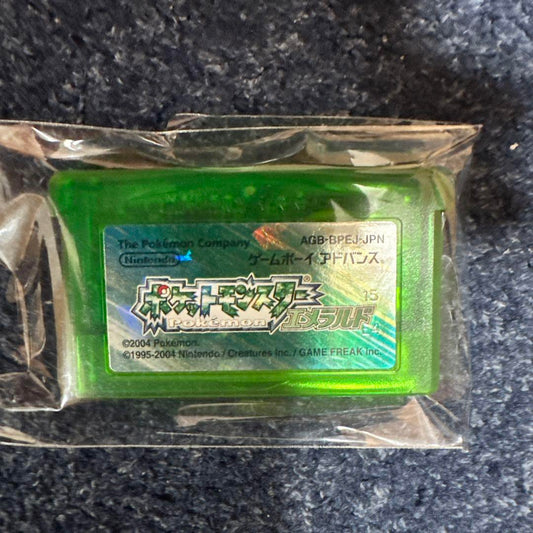 The Pokémon Company
AGB-BPEJ-JPN
Nintendo
ゲームボーイ アドバンス
ポケットモンスター
Pokémon
エメラルド
15
©2004 Pokémon.
©1995-2004 Nintendo / Creatures inc. / GAME FREAK inc.